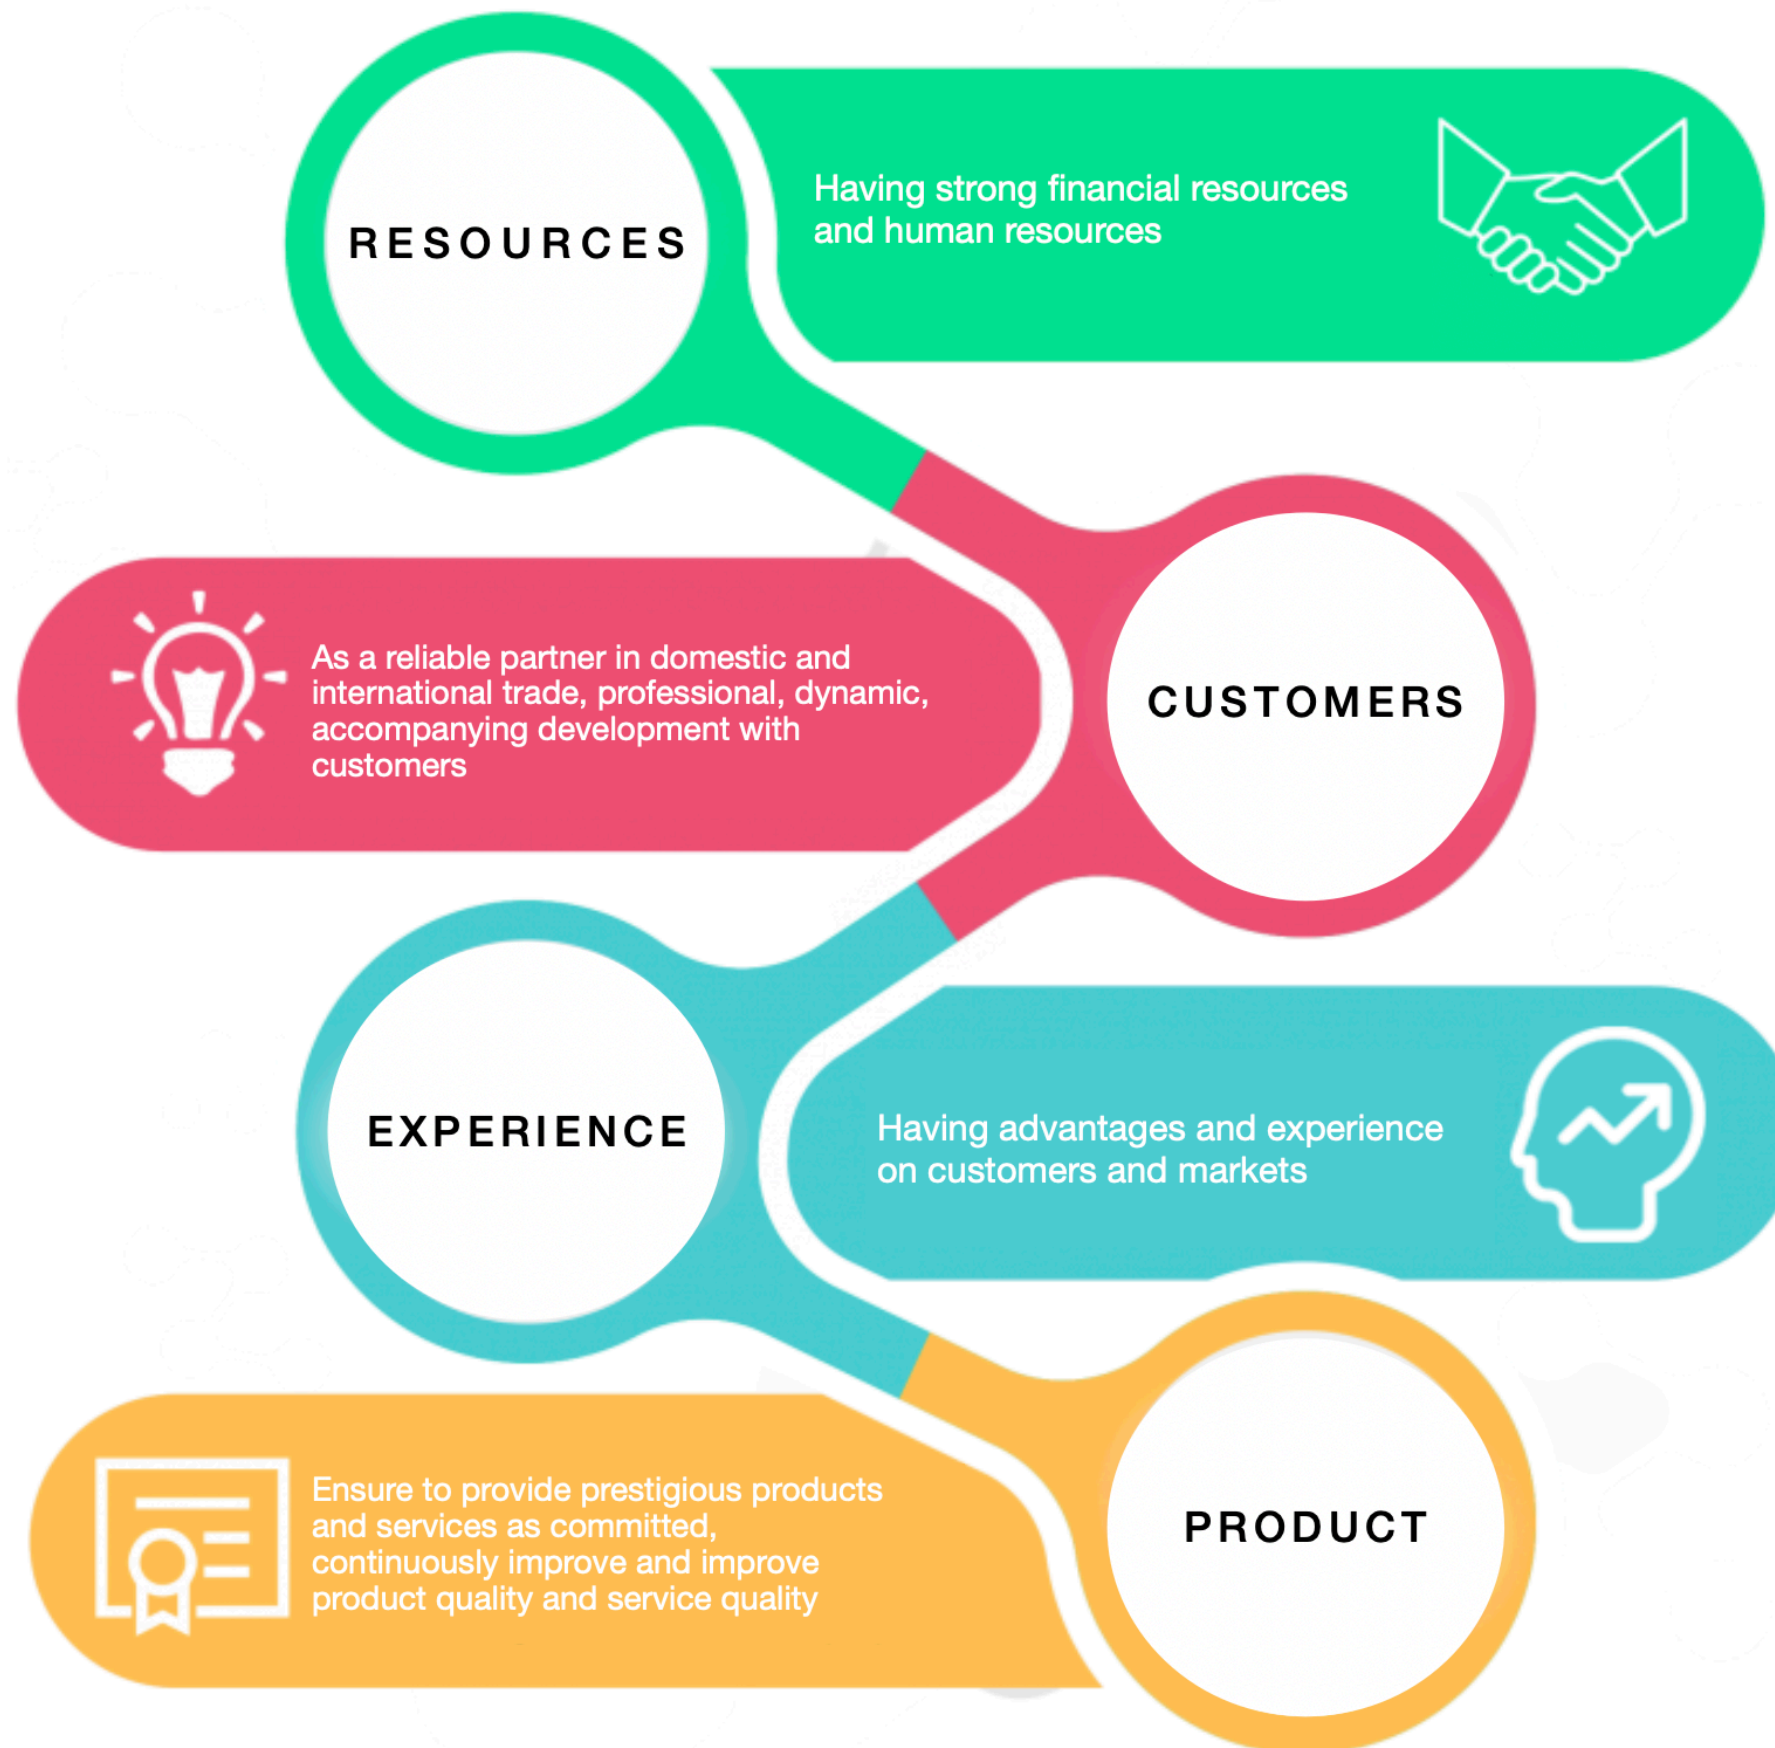 RESOURCES
Having strong financial resources
and human resources
As a reliable partner in domestic and
international trade, professional, dynamic,
accompanying development with
customers
CUSTOMERS
EXPERIENCE
Having advantages and experience
on customers and markets
Ensure to provide prestigious products
and services as committed,
continuously improve and improve
product quality and service quality
PRODUCT